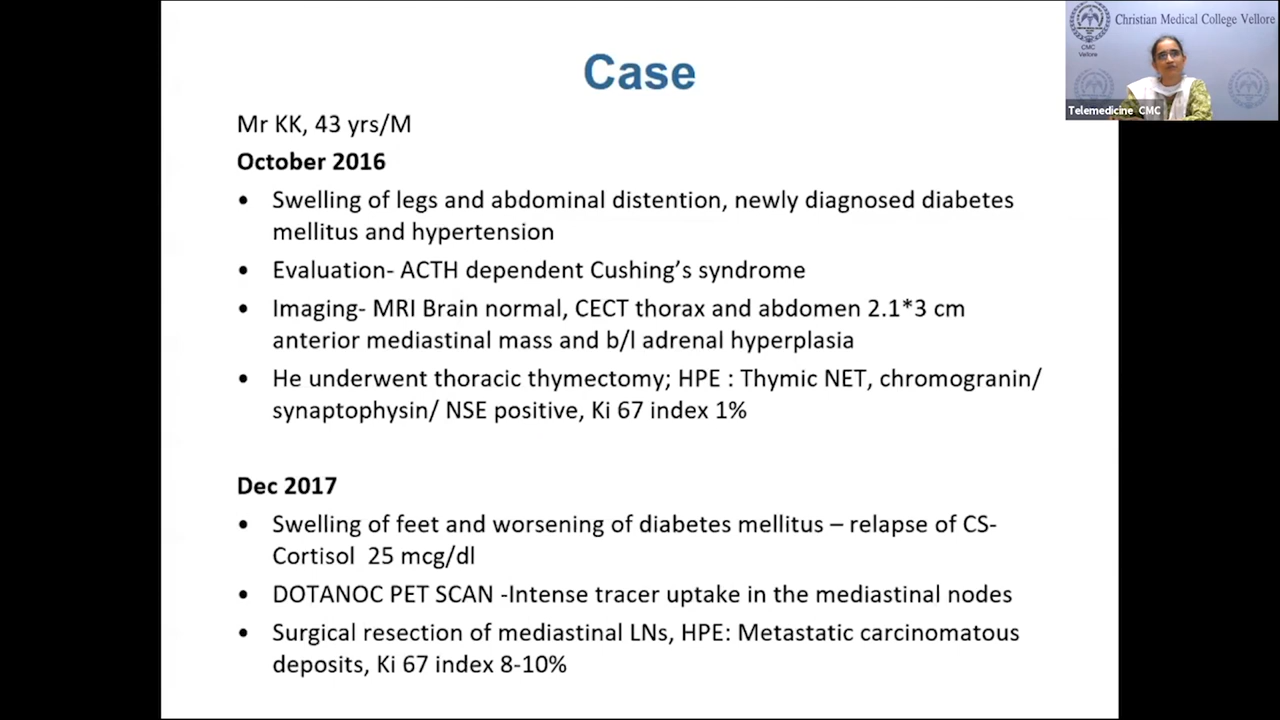 Case
Mr KK, 43 yrs/M
October 2016
• Swelling of legs and abdominal distention, newly diagnosed diabetes
mellitus and hypertension
• Evaluation- ACTH dependent Cushing’s syndrome
• Imaging- MRI Brain normal, CECT thorax and abdomen 2.1*3 cm
anterior mediastinal mass and b/l adrenal hyperplasia
• He underwent thoracic thymectomy; HPE : Thymic NET, chromogranin/
synaptophysin/ NSE positive, Ki 67 index 1%
Dec 2017
• Swelling of feet and worsening of diabetes mellitus – relapse of CS-
Cortisol  25 mcg/dl
• DOTANOC PET SCAN -Intense tracer uptake in the mediastinal nodes
• Surgical resection of mediastinal LNs, HPE: Metastatic carcinomatous
deposits, Ki 67 index 8-10%
Christian Medical College Vellore
CMC
Vellore
Telemedicine CMC